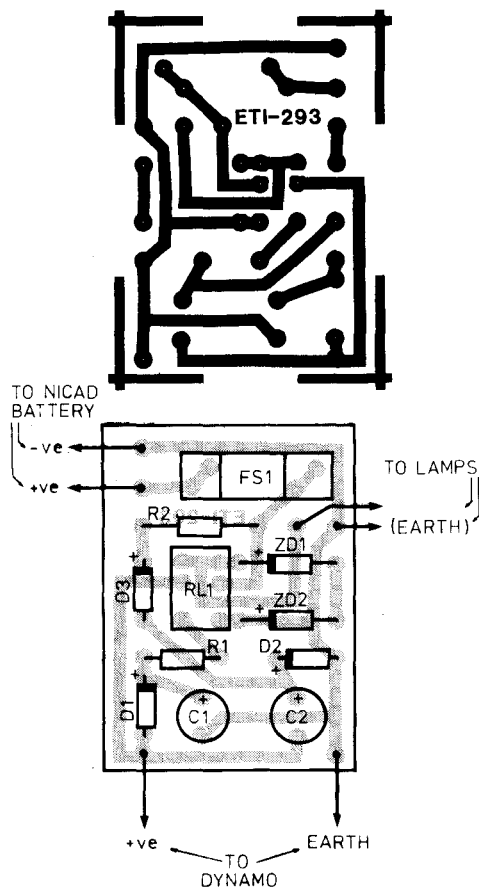 ETI-293
TO NICAD
BATTERY
-ve
+ve
TO LAMPS
(EARTH)
FS1
R2
+
ZD1
+
D3
RL1
+
ZD2
+
R1
D2
+
D1
+
C1
+
C2
+ve
EARTH
TO
DYNAMO